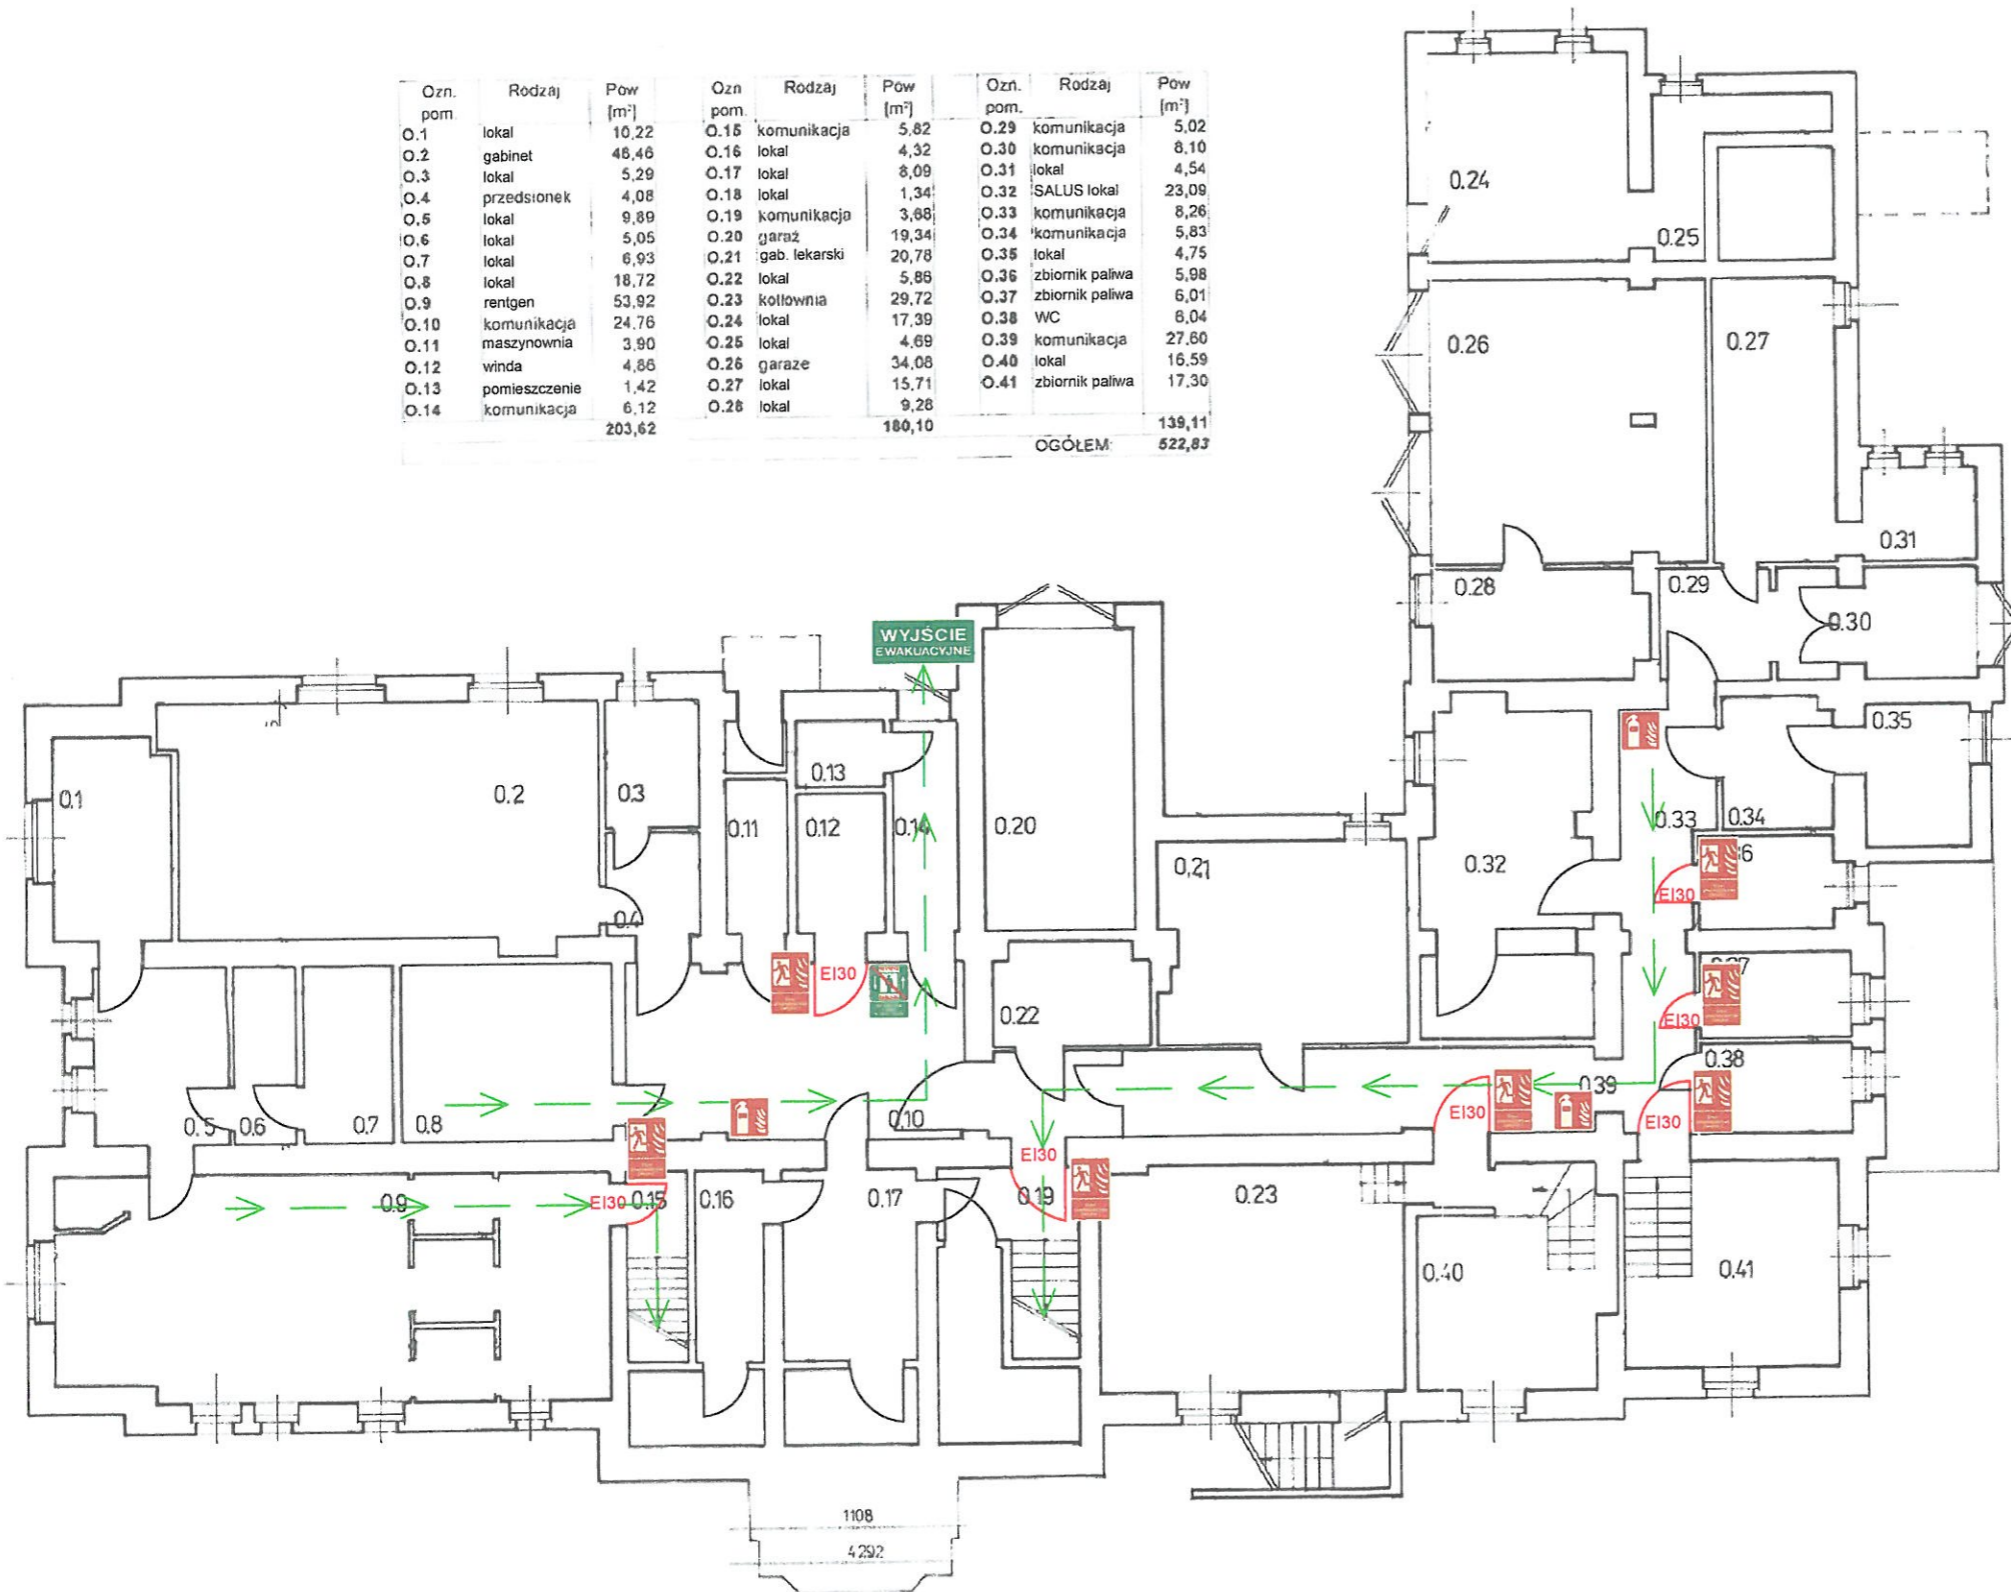 Ozn. Rodzaj Pow Ozn Rodzaj Pow Ozn. Rodzaj Pow
pom. [m²] pom. [m²] pom. [m²]
0.1 lokal 10,22 0.15 komunikacja 5,82 0.29 komunikacja 5,02
0.2 gabinet 46,46 0.16 lokal 4,32 0.30 komunikacja 8,10
0.3 lokal 5,29 0.17 lokal 8,09 0.31 lokal 4,54
0.4 przedsionek 4,08 0.18 lokal 1,34 0.32 SALUS lokal 23,09
0.5 lokal 9,89 0.19 komunikacja 3,68 0.33 komunikacja 8,26
0.6 lokal 5,05 0.20 garaż 19,34 0.34 komunikacja 5,83
0.7 lokal 6,93 0.21 gab. lekarski 20,78 0.35 lokal 4,75
0.8 lokal 18,72 0.22 lokal 5,86 0.36 zbiornik paliwa 5,98
0.9 rentgen 53,92 0.23 kotłownia 29,72 0.37 zbiornik paliwa 6,01
0.10 komunikacja 24,76 0.24 lokal 17,39 0.38 WC 6,04
0.11 maszynownia 3,90 0.25 lokal 4,69 0.39 komunikacja 27,60
0.12 winda 4,86 0.26 garaze 34,08 0.40 lokal 16,59
0.13 pomieszczenie 1,42 0.27 lokal 15,71 0.41 zbiornik paliwa 17,30
0.14 komunikacja 6,12 0.28 lokal 9,28
203,62 180,10 139,11
OGÓŁEM: 522,83
0.24
0.25
0.26
0.27
0.31
0.28
0.29
0.30
WYJŚCIE
EWAKUACYJNE
0.35
0.1
0.2
0.3
0.13
0.11
0.12
0.14
0.20
0.33
0.34
0.21
0.32
EI30
0.4
EI30
0.22
EI30
0.38
0.39
0.5
0.6
0.7
0.8
0.10
EI30
EI30
EI30
0.9
EI30
0.15
0.16
0.17
0.19
0.23
0.40
0.41
1108
4292